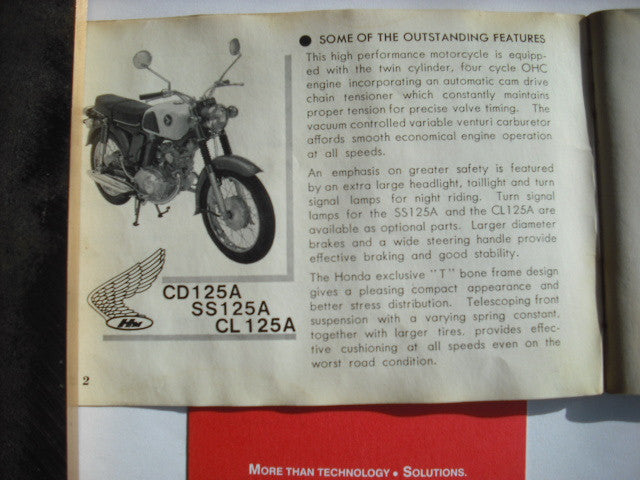 ● SOME OF THE OUTSTANDING FEATURES
This high performance motorcycle is equipp-
ed with the twin cylinder, four cycle OHC
engine incorporating an automatic cam drive
chain tensioner which constantly maintains
proper tension for precise valve timing. The
vacuum controlled variable venturi carburetor
affords smooth economical engine operation
at all speeds.
An emphasis on greater safety is featured
by an extra large headlight, taillight and turn
signal lamps for night riding. Turn signal
lamps for the SS125A and the CL125A are
available as optional parts. Larger diameter
brakes and a wide steering handle provide
effective braking and good stability.
The Honda exclusive "T" bone frame design
gives a pleasing compact appearance and
better stress distribution. Telescoping front
suspension with a varying spring constant,
together with larger tires, provides effec-
tive cushioning at all speeds even on the
worst road condition.
CD125A
SS125A
CL125A
HM
2
MORE THAN TECHNOLOGY • SOLUTIONS.